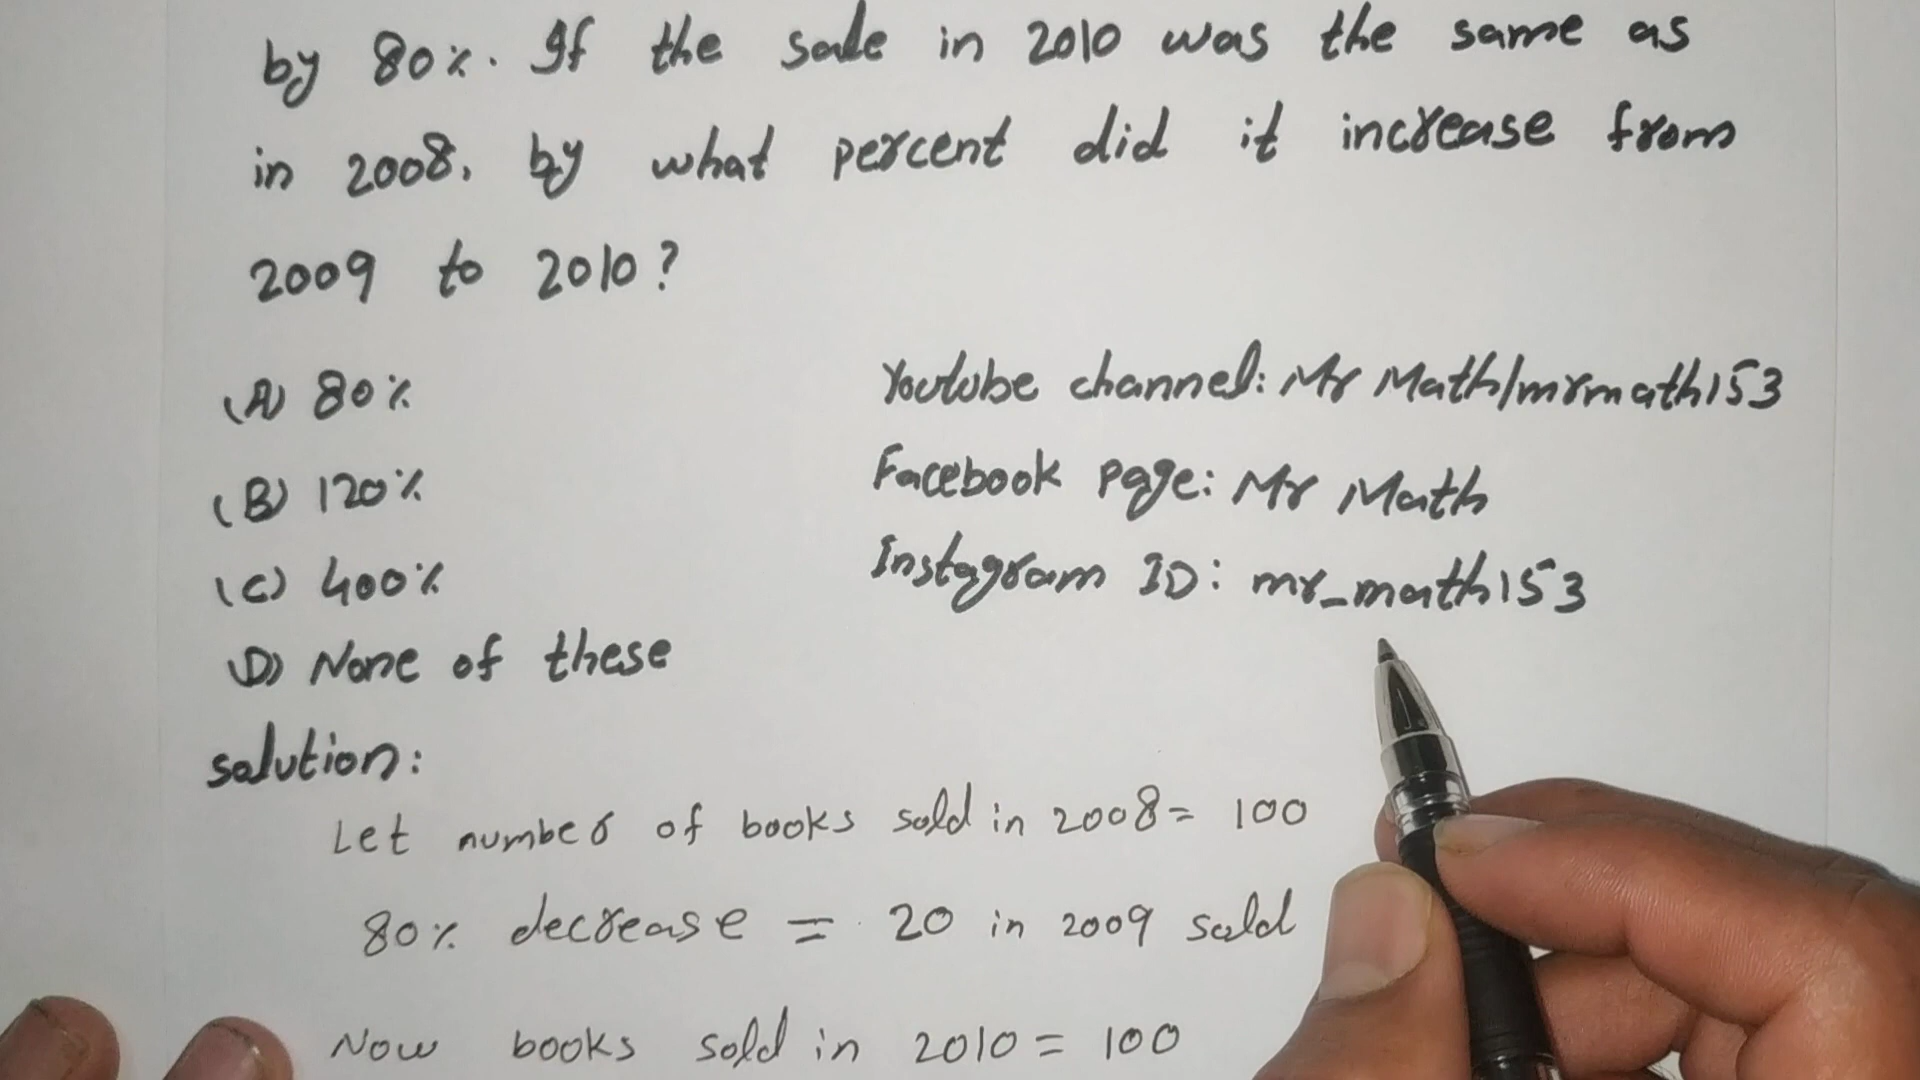 by 80%. If the sale in 2010 was the same as
in 2008, by what percent did it increase from
2009 to 2010?
(A) 80%
(B) 120%
(C) 400%
(D) None of these
Youtube channel: Mr Math/mrmath153
Facebook page: Mr Math
Instagram ID: mr_math153
solution:
Let number of books sold in 2008 = 100
80% decrease = 20 in 2009 sold
Now books sold in 2010 = 100